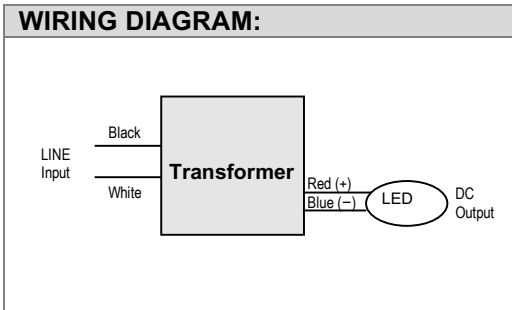 WIRING DIAGRAM:
Black
LINE
Input
White
Transformer
Red (+)
Blue (−)
LED
DC
Output